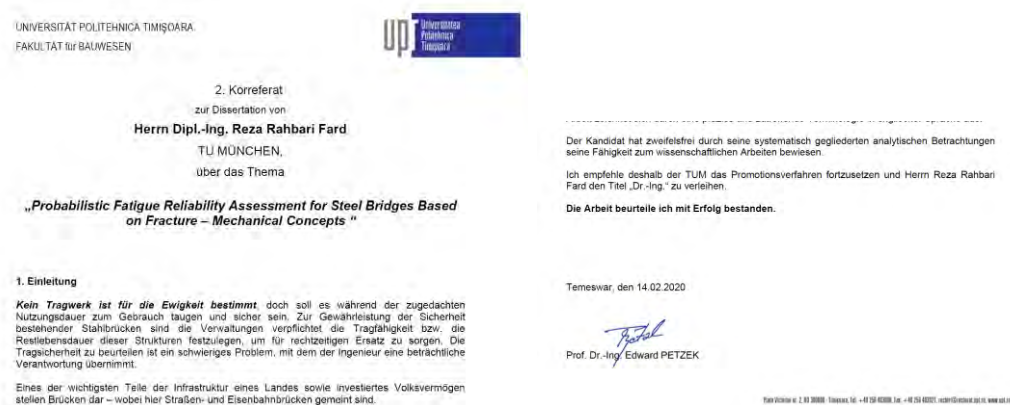 UNIVERSITÄT POLITEHNICA TIMIŞOARA
FAKULTÄT für BAUWESEN
upt Universitatea
Politehnica
Timişoara
2. Korreferat
zur Dissertation von
Herrn Dipl.-Ing. Reza Rahbari Fard
TU MÜNCHEN,
über das Thema
„Probabilistic Fatigue Reliability Assessment for Steel Bridges Based
on Fracture – Mechanical Concepts “
1. Einleitung
Kein Tragwerk ist für die Ewigkeit bestimmt, doch soll es während der zugedachten
Nutzungsdauer zum Gebrauch taugen und sicher sein. Zur Gewährleistung der Sicherheit
bestehender Stahlbrücken sind die Verwaltungen verpflichtet die Tragfähigkeit bzw. die
Restlebensdauer dieser Strukturen festzulegen, um für rechtzeitigen Ersatz zu sorgen. Die
Tragsicherheit zu beurteilen ist ein schwieriges Problem, mit dem der Ingenieur eine beträchtliche
Verantwortung übernimmt.
Eines der wichtigsten Teile der Infrastruktur eines Landes sowie investiertes Volksvermögen
stellen Brücken dar – wobei hier Straßen- und Eisenbahnbrücken gemeint sind.
Der Kandidat hat zweifelsfrei durch seine systematisch gegliederten analytischen Betrachtungen
seine Fähigkeit zum wissenschaftlichen Arbeiten bewiesen.
Ich empfehle deshalb der TUM das Promotionsverfahren fortzusetzen und Herrn Reza Rahbari
Fard den Titel „Dr.-Ing.“ zu verleihen.
Die Arbeit beurteile ich mit Erfolg bestanden.
Temeswar, den 14.02.2020
Prof. Dr.-Ing. Edward PETZEK